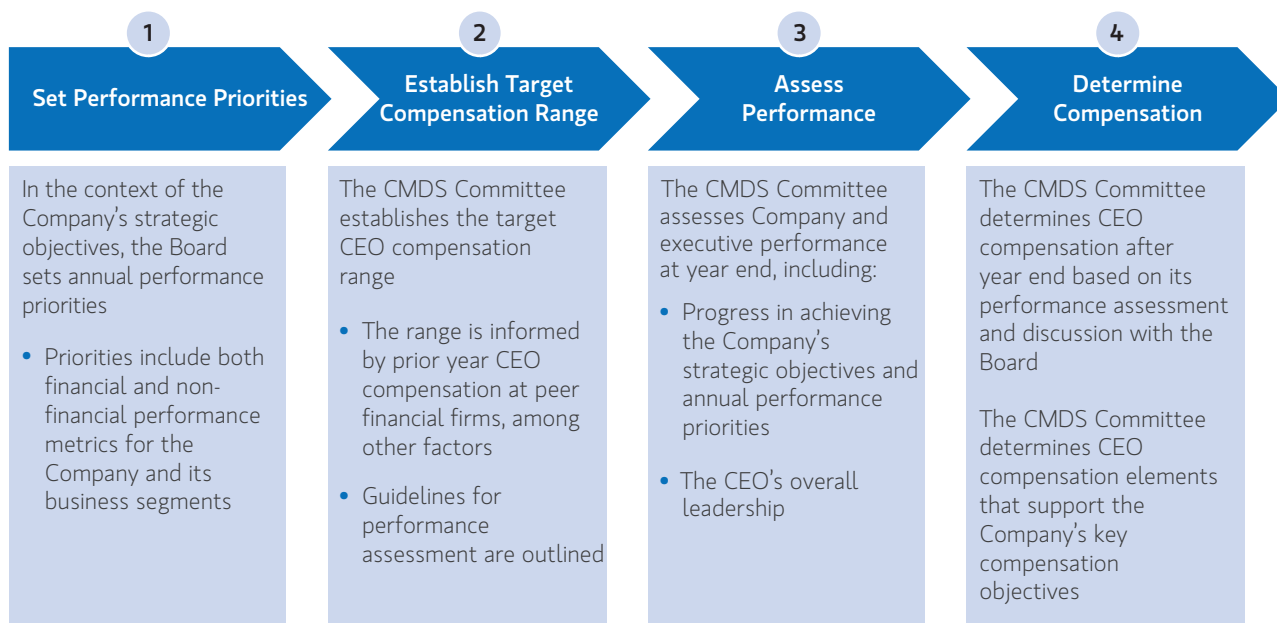 1
Set Performance Priorities
In the context of the
Company's strategic
objectives, the Board
sets annual performance
priorities
• Priorities include both
financial and non-
financial performance
metrics for the
Company and its
business segments
2
Establish Target
Compensation Range
The CMDS Committee
establishes the target
CEO compensation
range
• The range is informed
by prior year CEO
compensation at peer
financial firms, among
other factors
• Guidelines for
performance
assessment are outlined
3
Assess
Performance
The CMDS Committee
assesses Company and
executive performance
at year end, including:
• Progress in achieving
the Company's
strategic objectives and
annual performance
priorities
• The CEO's overall
leadership
4
Determine
Compensation
The CMDS Committee
determines CEO
compensation after
year end based on its
performance assessment
and discussion with the
Board
The CMDS Committee
determines CEO
compensation elements
that support the
Company's key
compensation
objectives